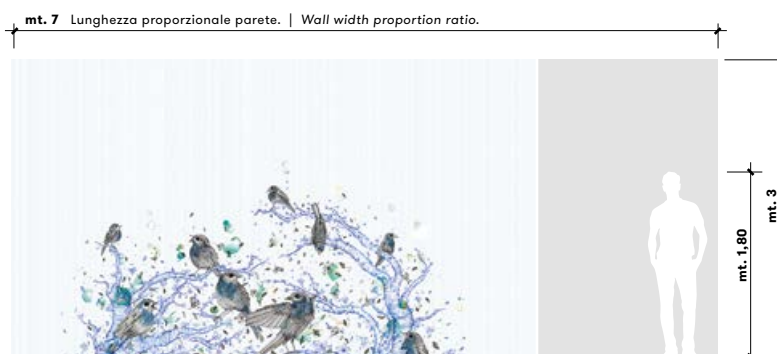 mt. 7 Lunghezza proporzionale parete. | Wall width proportion ratio.
mt. 1,80
mt. 3